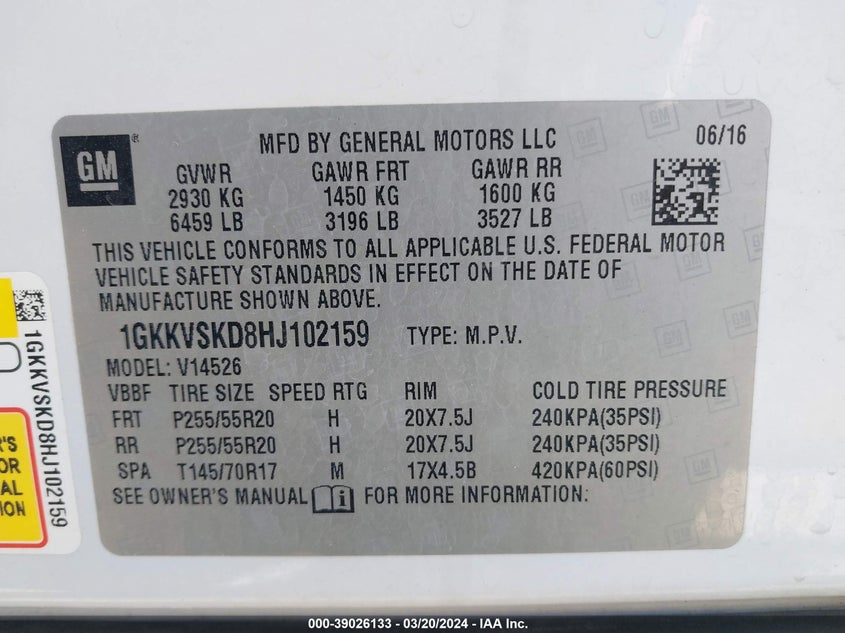 GM ®
MFD BY GENERAL MOTORS LLC
06/16
GVWR GAWR FRT GAWR RR
2930 KG 1450 KG 1600 KG
6459 LB 3196 LB 3527 LB
THIS VEHICLE CONFORMS TO ALL APPLICABLE U.S. FEDERAL MOTOR
VEHICLE SAFETY STANDARDS IN EFFECT ON THE DATE OF
MANUFACTURE SHOWN ABOVE.
1GKKVSKD8HJ102159 TYPE: M.P.V.
MODEL: V14526
VBBF TIRE SIZE SPEED RTG RIM COLD TIRE PRESSURE
FRT P255/55R20 H 20X7.5J 240KPA(35PSI)
RR P255/55R20 H 20X7.5J 240KPA(35PSI)
SPA T145/70R17 M 17X4.5B 420KPA(60PSI)
SEE OWNER'S MANUAL FOR MORE INFORMATION:
1GKKVSKD8HJ102159
R'S
OR
AL
ION
000-39026133 - 03/20/2024 - IAA Inc.